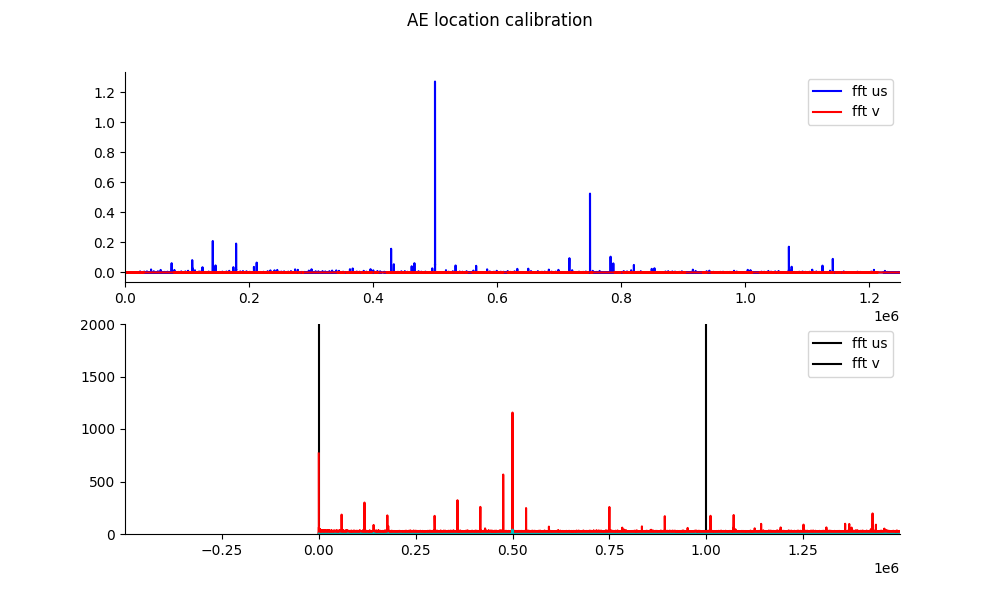 AE location calibration
1.2
1.0
0.8
0.6
0.4
0.2
0.0
fft us
fft v
0.0 0.2 0.4 0.6 0.8 1.0 1.2
1e6
2000
1500
1000
500
0
fft us
fft v
−0.25 0.00 0.25 0.50 0.75 1.00 1.25
1e6